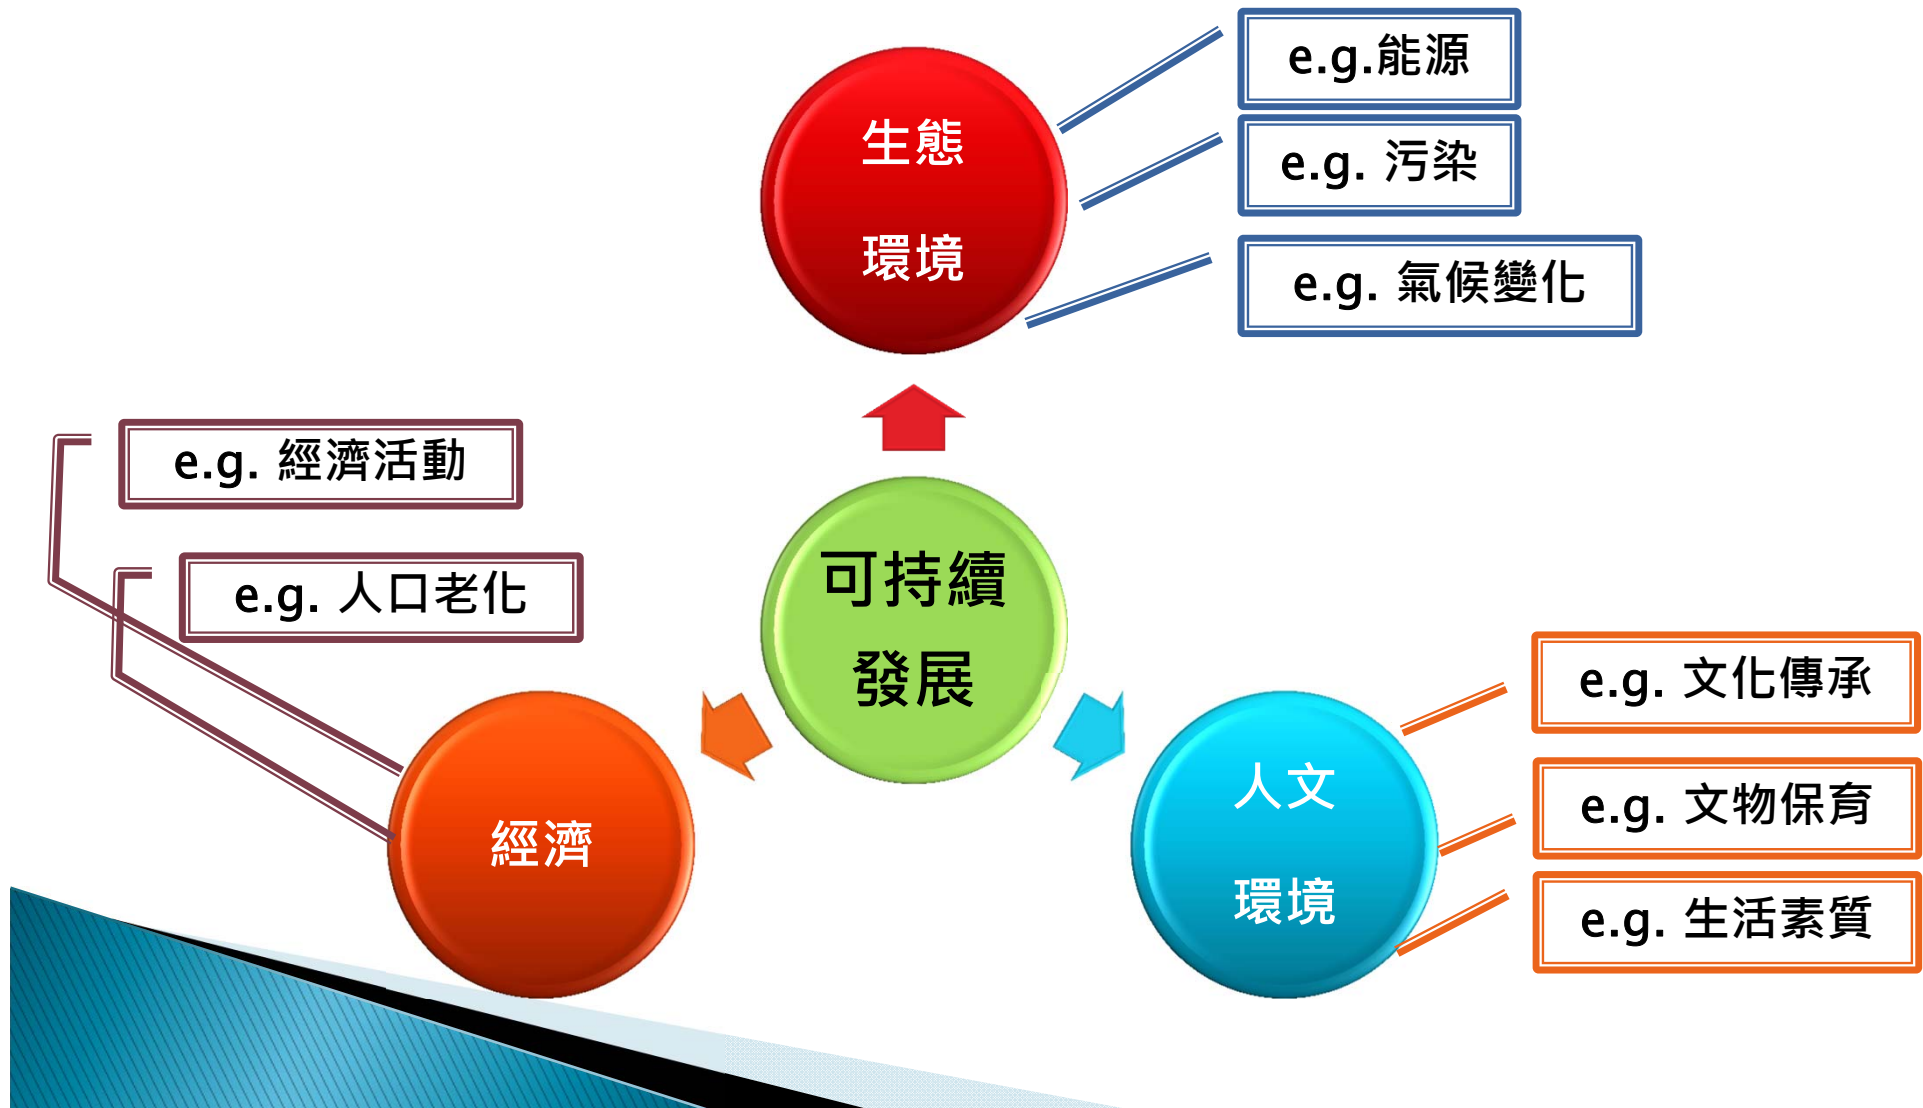 e.g.能源
生態
環境
e.g. 污染
e.g. 氣候變化
e.g. 經濟活動
e.g. 人口老化
可持續
發展
經濟
人文
環境
e.g. 文化傳承
e.g. 文物保育
e.g. 生活素質